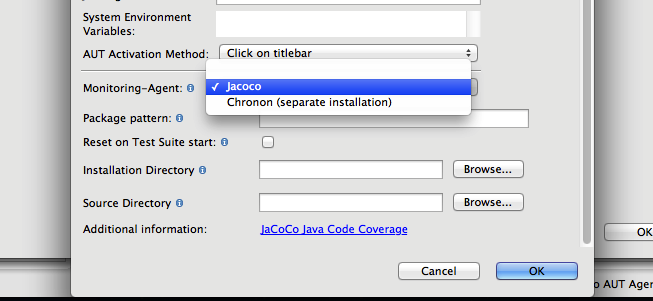 System Environment
Variables:
AUT Activation Method: Click on titlebar
Monitoring-Agent: ✓ Jacoco
Chronon (separate installation)
Package pattern:
Reset on Test Suite start:
Installation Directory Browse...
Source Directory Browse...
Additional information: JaCoCo Java Code Coverage
OK
Cancel OK
o AUT Agen